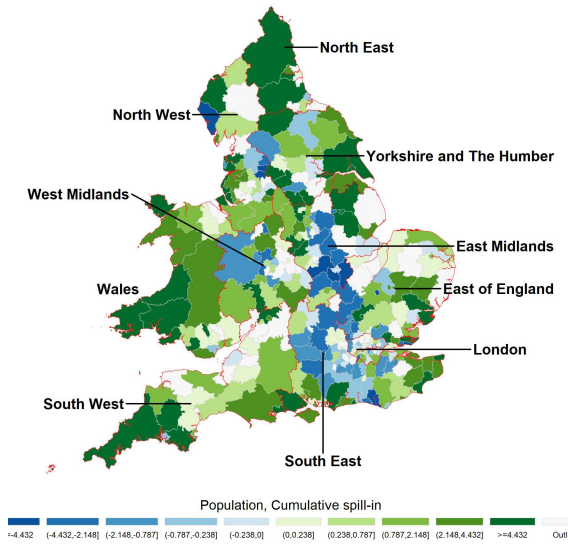 North East
North West
Yorkshire and The Humber
West Midlands
East Midlands
Wales
East of England
London
South West
South East
Population, Cumulative spill-in
=-4.432 (-4.432,-2.148] (-2.148,-0.787] (-0.787,-0.238] (-0.238,0] (0,0.238] (0.238,0.787] (0.787,2.148] (2.148,4.432] >=4.432 Outl